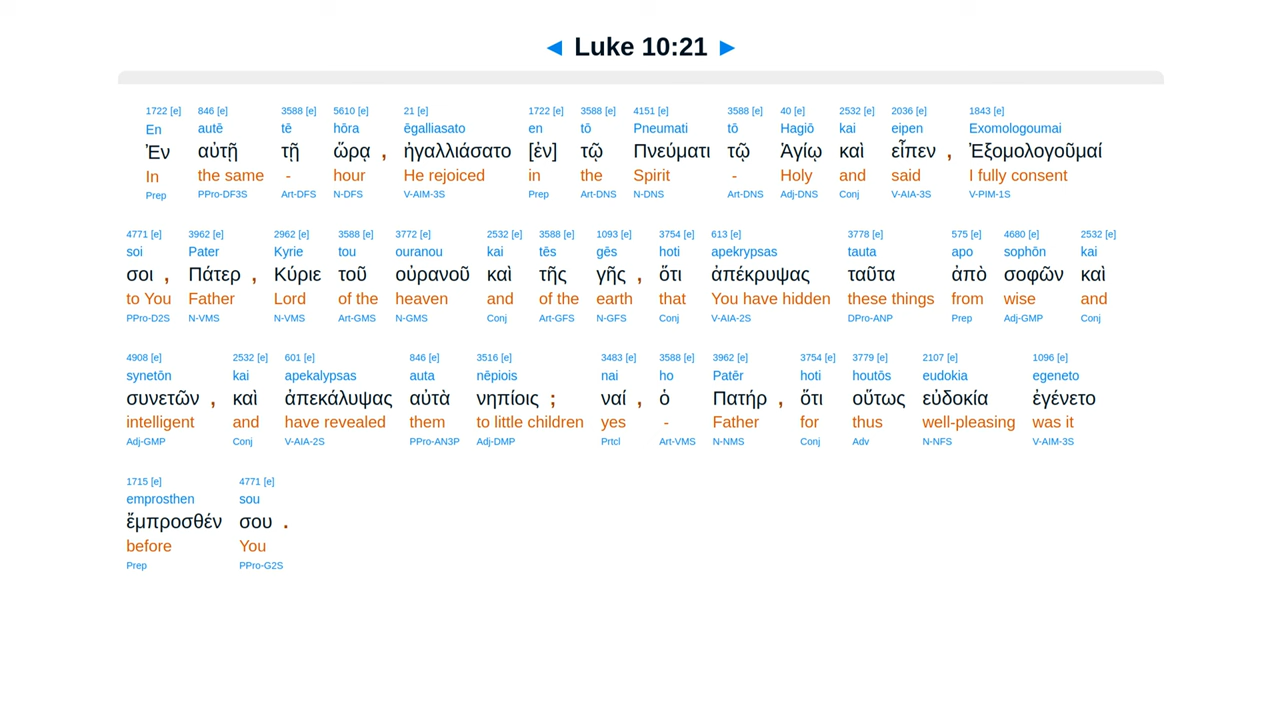 ◄ Luke 10:21 ►
1722 [e] 846 [e] 3588 [e] 5610 [e] 21 [e] 1722 [e] 3588 [e] 4151 [e] 3588 [e] 40 [e] 2532 [e] 2036 [e] 1843 [e]
En autē tē hōra ēgalliasato en tō Pneumati tō Hagiō kai eipen Exomologoumai
Ἐν αὐτῇ τῇ ὥρᾳ , ἠγαλλιάσατο [ἐν] τῷ Πνεύματι τῷ Ἁγίῳ καὶ εἶπεν , Ἐξομολογοῦμαί
In the same - hour He rejoiced in the Spirit - Holy and said I fully consent
Prep PPro-DF3S Art-DFS N-DFS V-AIM-3S Prep Art-DNS N-DNS Art-DNS Adj-DNS Conj V-AIA-3S V-PIM-1S
4771 [e] 3962 [e] 2962 [e] 3588 [e] 3772 [e] 2532 [e] 3588 [e] 1093 [e] 3754 [e] 613 [e] 3778 [e] 575 [e] 4680 [e] 2532 [e]
soi Pater Kyrie tou ouranou kai tēs gēs hoti apekrypsas tauta apo sophōn kai
σοι , Πάτερ , Κύριε τοῦ οὐρανοῦ καὶ τῆς γῆς , ὅτι ἀπέκρυψας ταῦτα ἀπὸ σοφῶν καὶ
to You Father Lord of the heaven and of the earth that You have hidden these things from wise and
PPro-D2S N-VMS N-VMS Art-GMS N-GMS Conj Art-GFS N-GFS Conj V-AIA-2S DPro-ANP Prep Adj-GMP Conj
4908 [e] 2532 [e] 601 [e] 846 [e] 3516 [e] 3483 [e] 3588 [e] 3962 [e] 3754 [e] 3779 [e] 2107 [e] 1096 [e]
synetōn kai apekalypsas auta nēpiois nai ho Patēr hoti houtōs eudokia egeneto
συνετῶν , καὶ ἀπεκάλυψας αὐτὰ νηπίοις ; ναί , ὁ Πατήρ , ὅτι οὕτως εὐδοκία ἐγένετο
intelligent and have revealed them to little children yes - Father for thus well-pleasing was it
Adj-GMP Conj V-AIA-2S PPro-AN3P Adj-DMP Prtcl Art-VMS N-NMS Conj Adv N-NFS V-AIM-3S
1715 [e] 4771 [e]
emprosthen sou
ἔμπροσθέν σου .
before You
Prep PPro-G2S